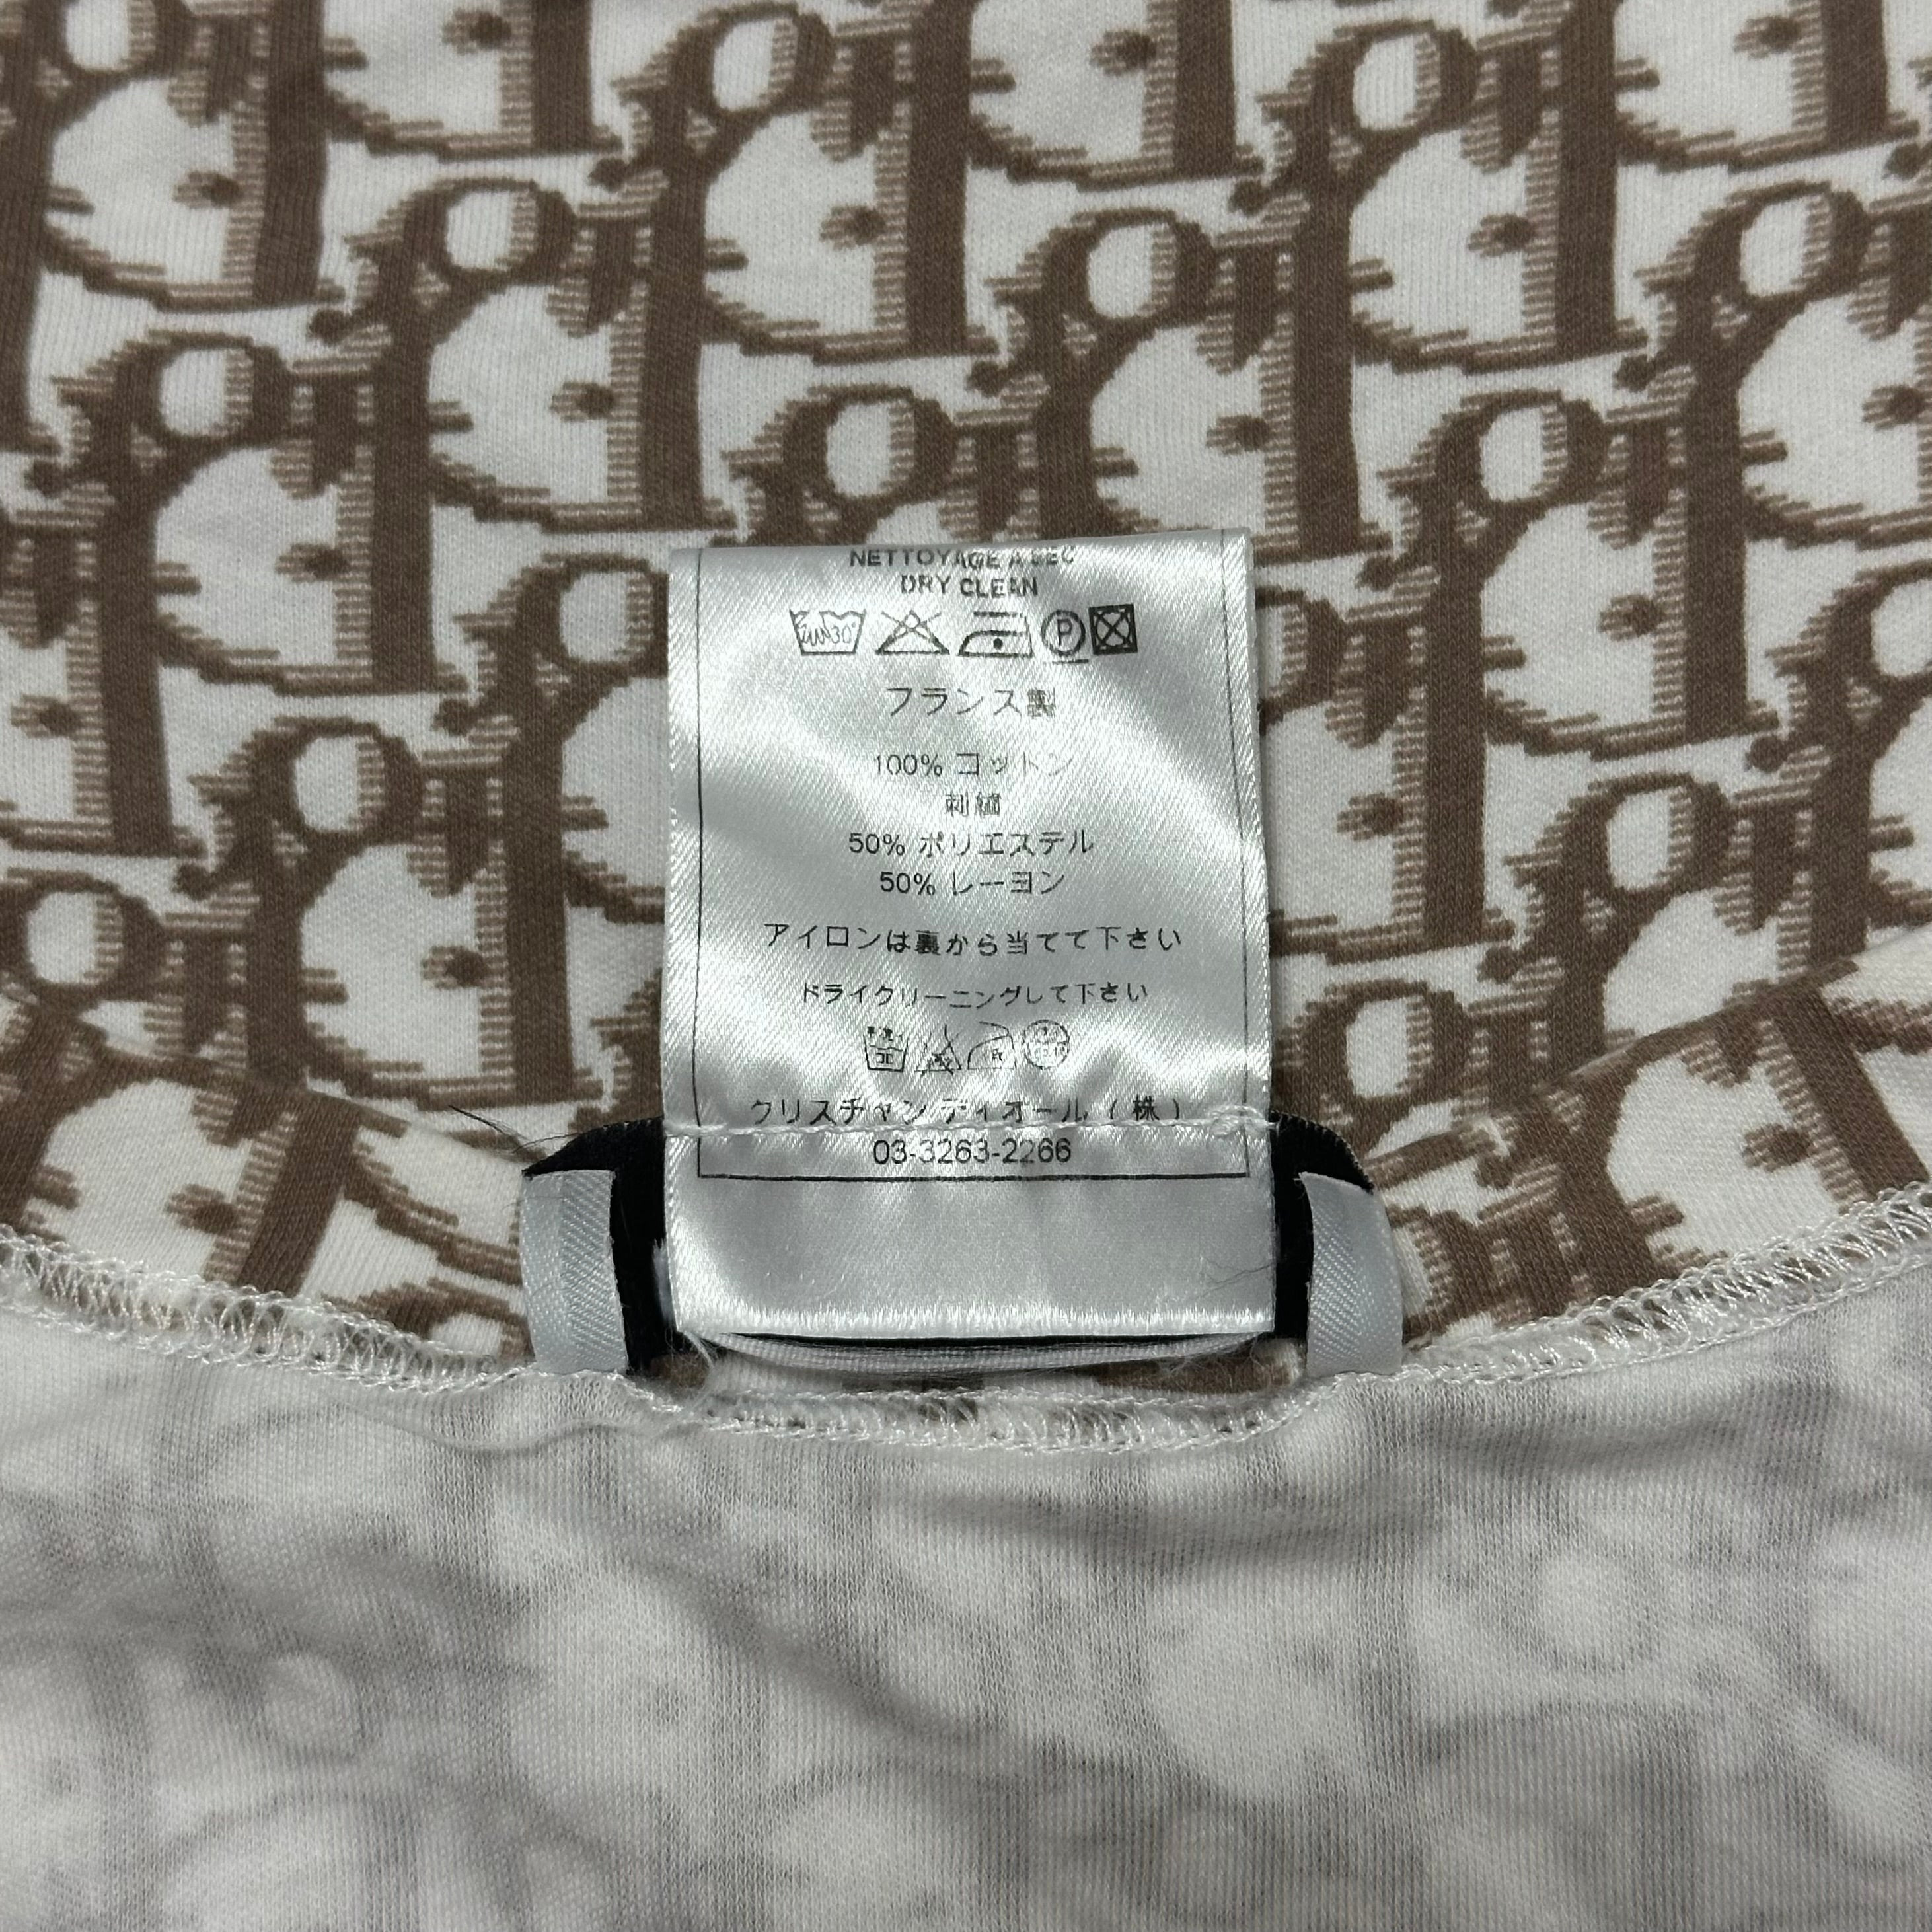 NETTOYAGE A SEC
DRY CLEAN
30° P
フランス製
100% コットン
刺繍
50% ポリエステル
50% レーヨン
アイロンは裏から当てて下さい
ドライクリーニングして下さい
クリスチャン ディオール ( 株 )
03-3263-2266